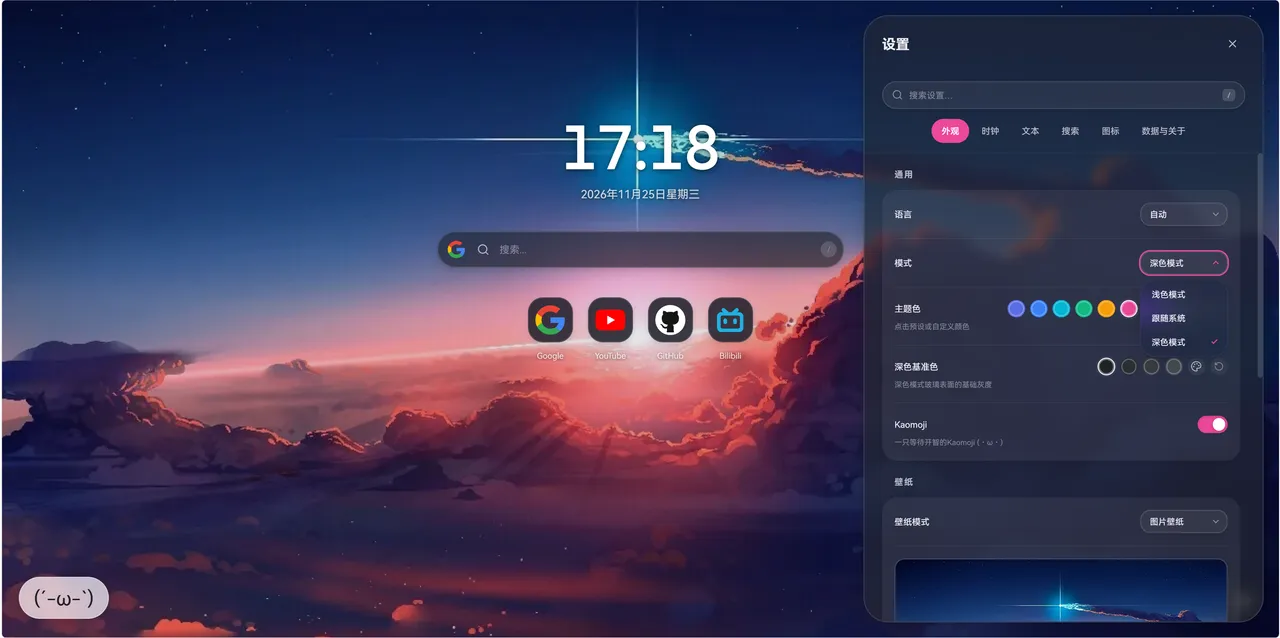 17:18
2026年11月25日星期三
搜索...
/
Google
YouTube
GitHub
Bilibili
(´-ω-`)
设置
搜索设置...
/
外观 时钟 文本 搜索 图标 数据与关于
通用
语言
自动
模式
深色模式
浅色模式
跟随系统
深色模式
主题色
点击预设或自定义颜色
深色基准色
深色模式玻璃表面的基础灰度
Kaomoji
一只等待开智的Kaomoji (・ω・)
壁纸
壁纸模式
图片壁纸